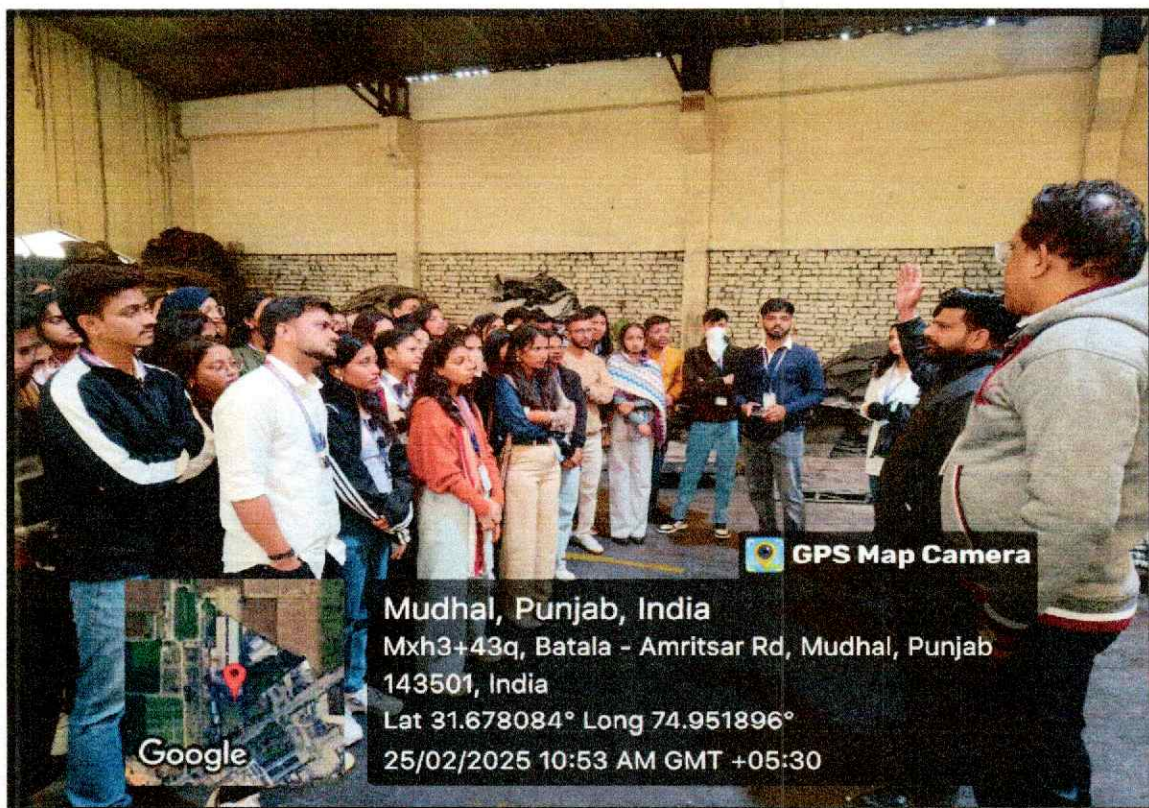 GPS Map Camera
Mudhal, Punjab, India
Mxh3+43q, Batala - Amritsar Rd, Mudhal, Punjab
143501, India
Lat 31.678084° Long 74.951896°
25/02/2025 10:53 AM GMT +05:30
Google